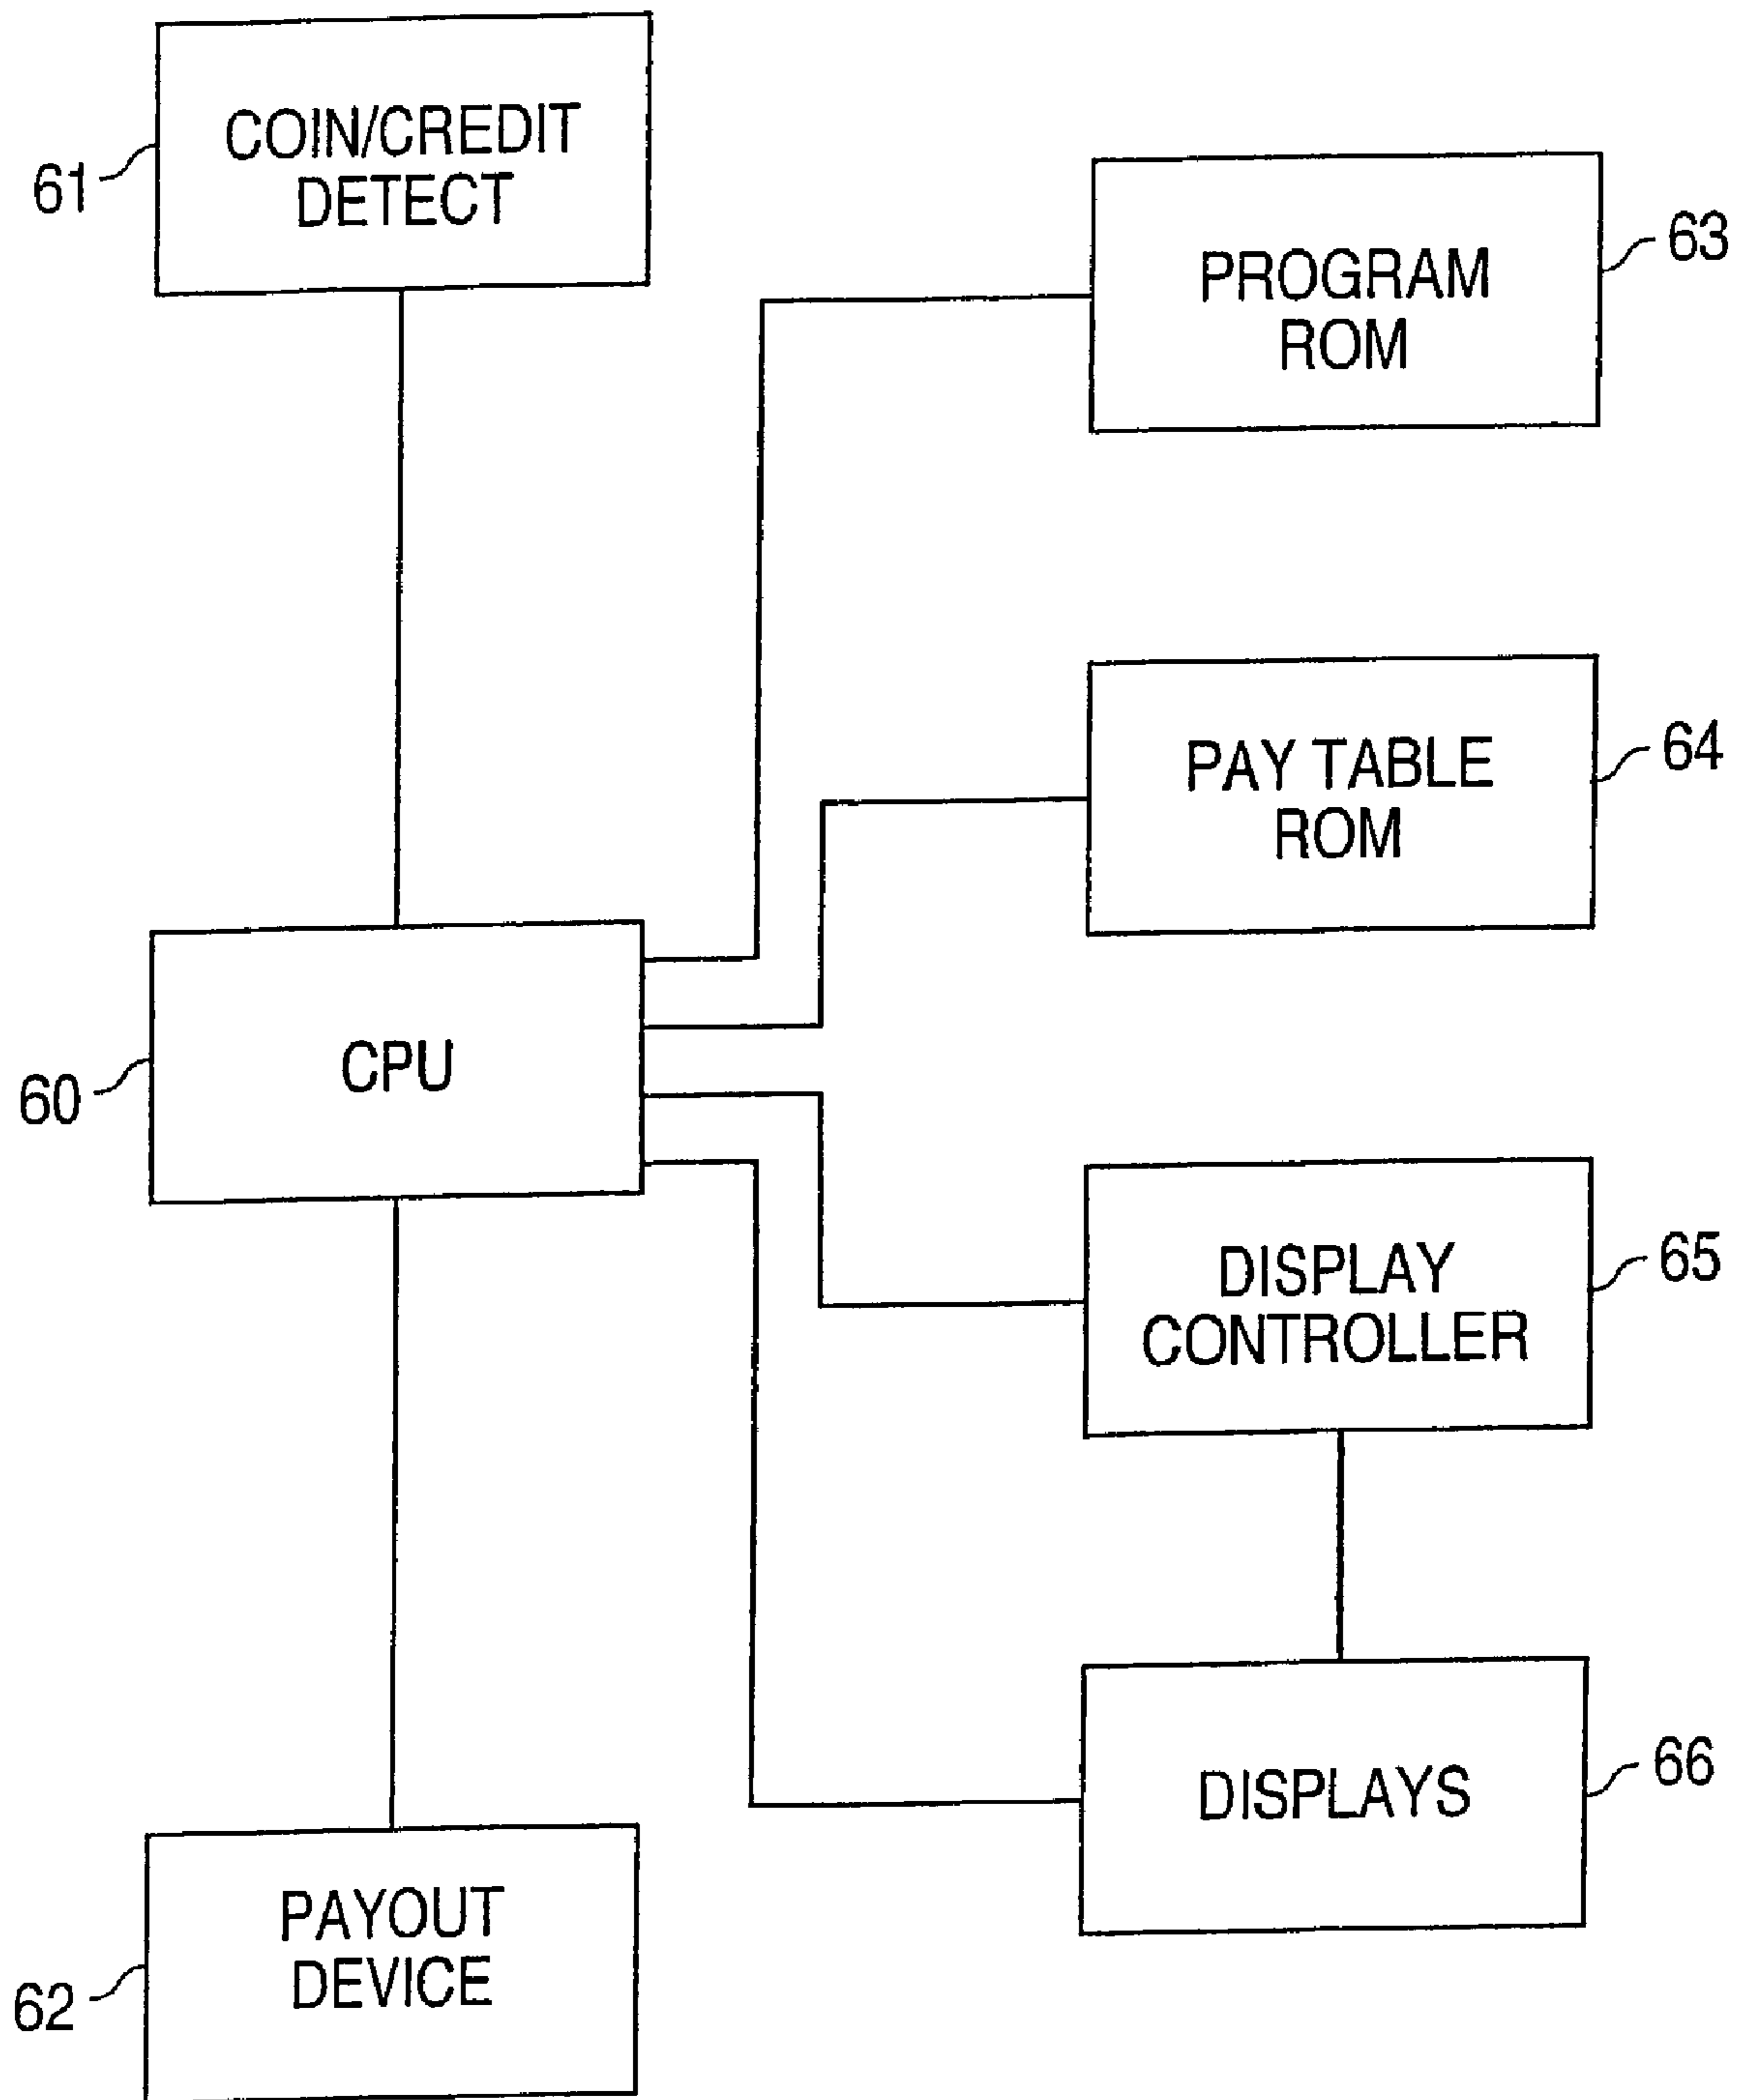 COIN/CREDIT
DETECT
61
PROGRAM
ROM
63
PAY TABLE
ROM
64
CPU
60
DISPLAY
CONTROLLER
65
DISPLAYS
66
PAYOUT
DEVICE
62